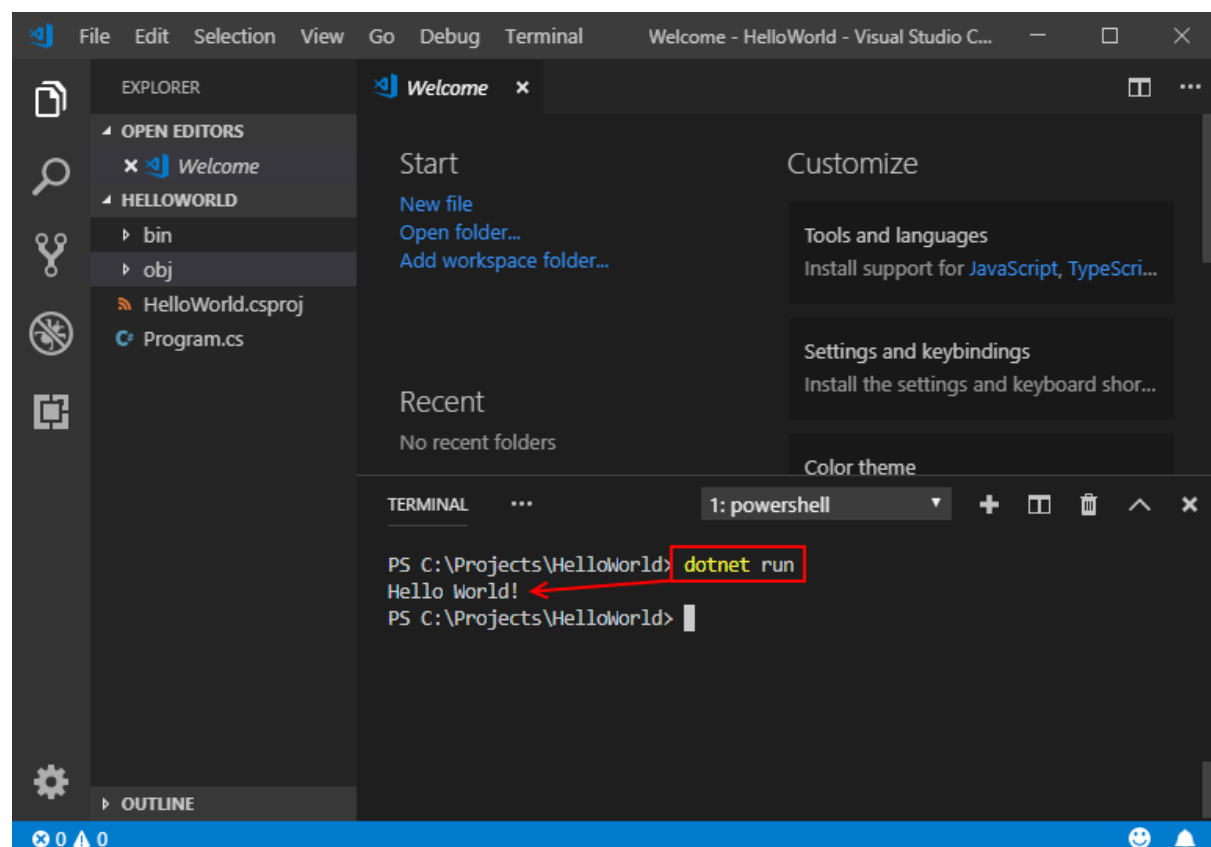 File Edit Selection View Go Debug Terminal Welcome - HelloWorld - Visual Studio C...
EXPLORER
OPEN EDITORS
Welcome
HELLOWORLD
bin
obj
HelloWorld.csproj
C# Program.cs
OUTLINE
Welcome
Start
New file
Open folder...
Add workspace folder...
Recent
No recent folders
Customize
Tools and languages
Install support for JavaScript, TypeScri...
Settings and keybindings
Install the settings and keyboard shor...
Color theme
TERMINAL ... 1: powershell
PS C:\Projects\HelloWorld> dotnet run
Hello World!
PS C:\Projects\HelloWorld>
0 0